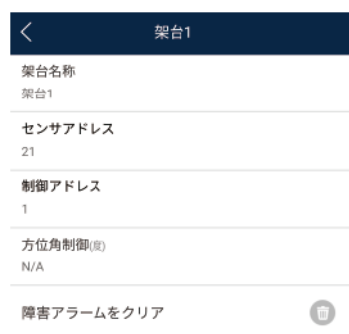 架台1
架台名称
架台1
センサアドレス
21
制御アドレス
1
方位角制御(度)
N/A
障害アラームをクリア